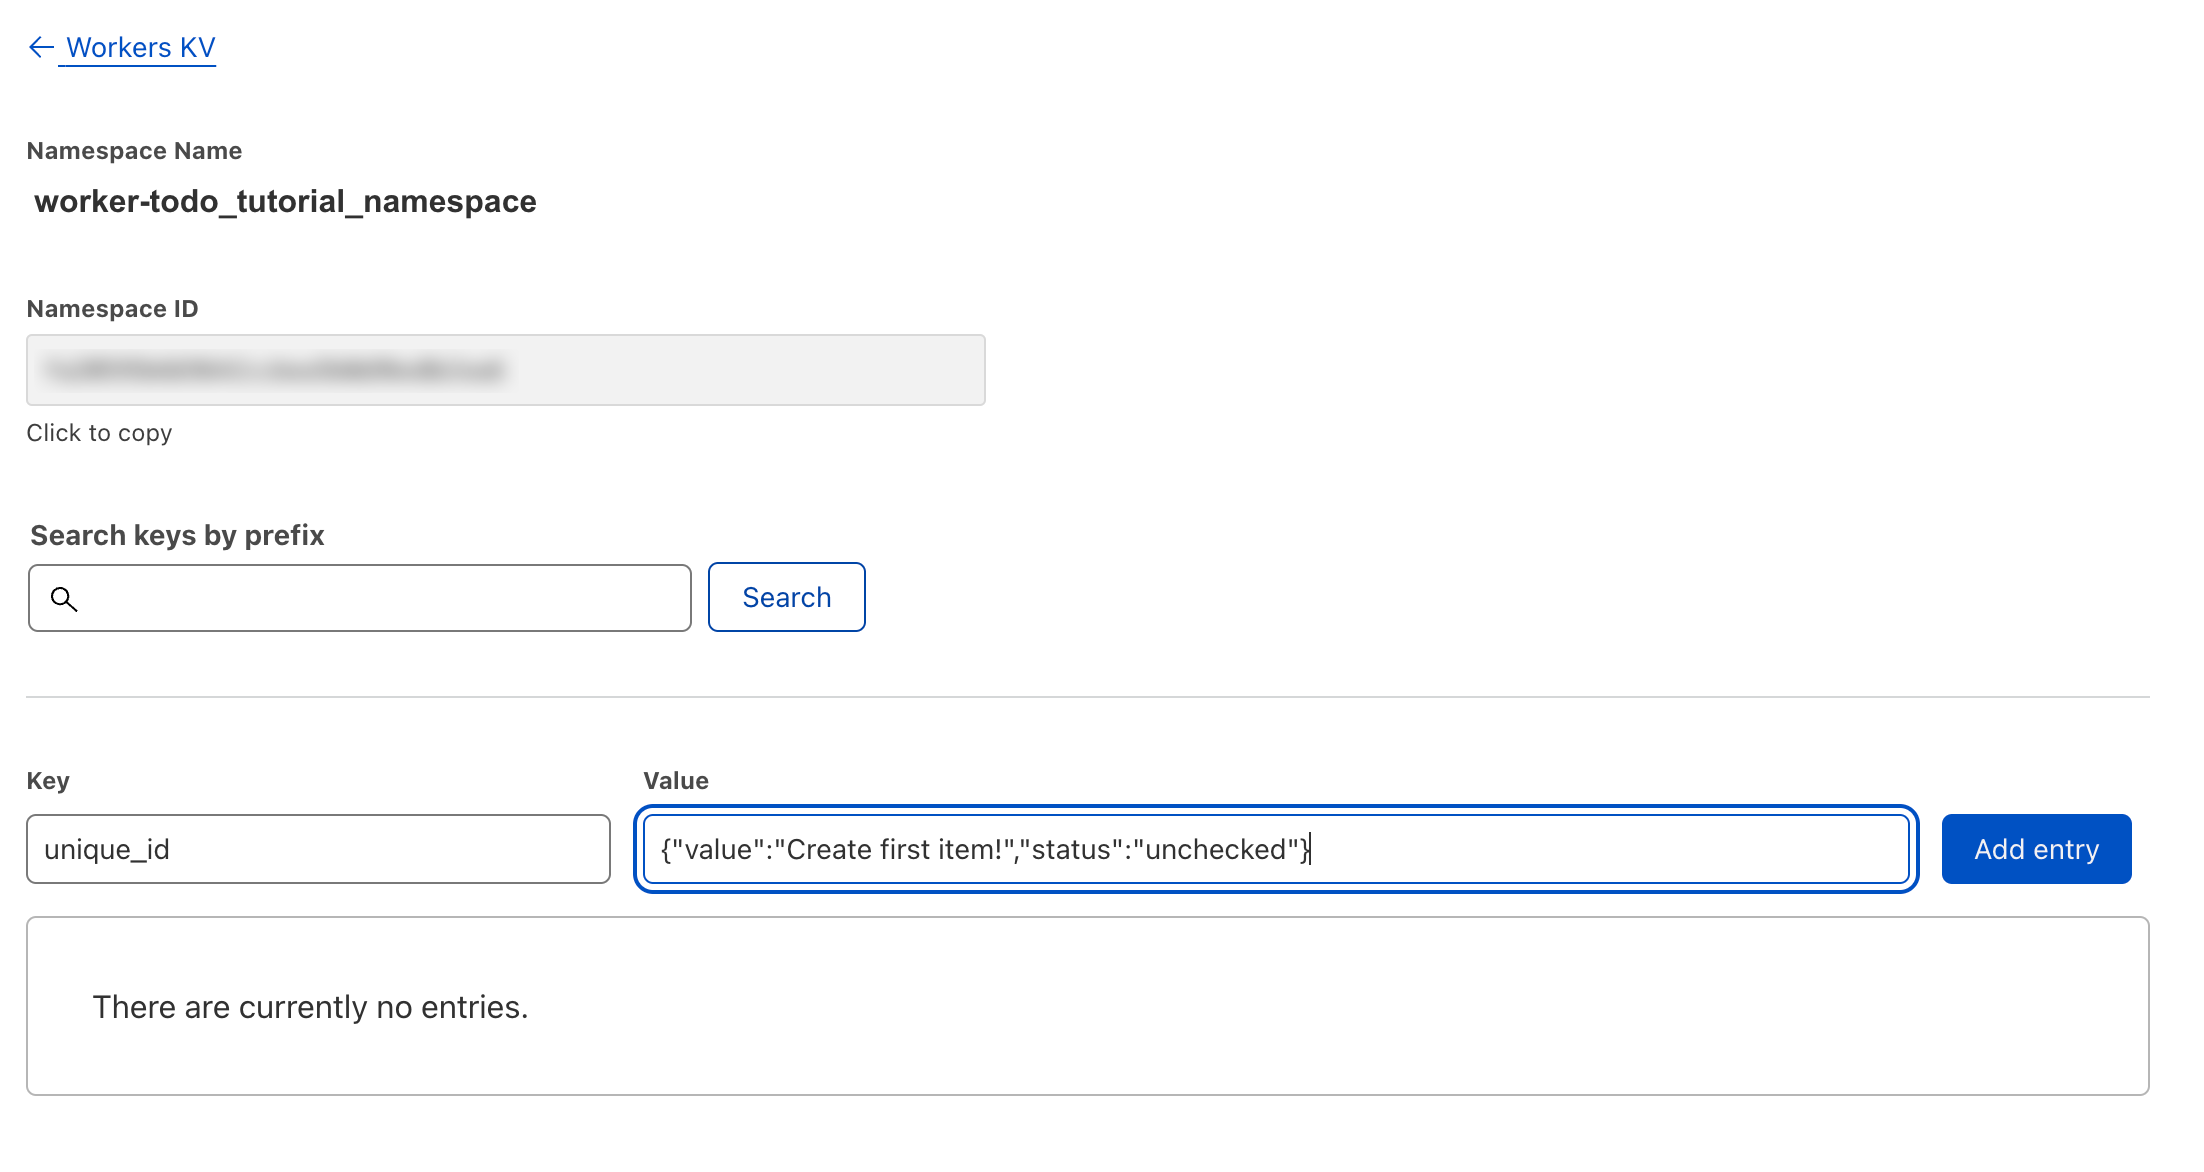 Workers KV
Namespace Name
worker-todo_tutorial_namespace
Namespace ID
Click to copy
Search keys by prefix
Search
Key
Value
unique_id
{"value":"Create first item!","status":"unchecked"}
Add entry
There are currently no entries.